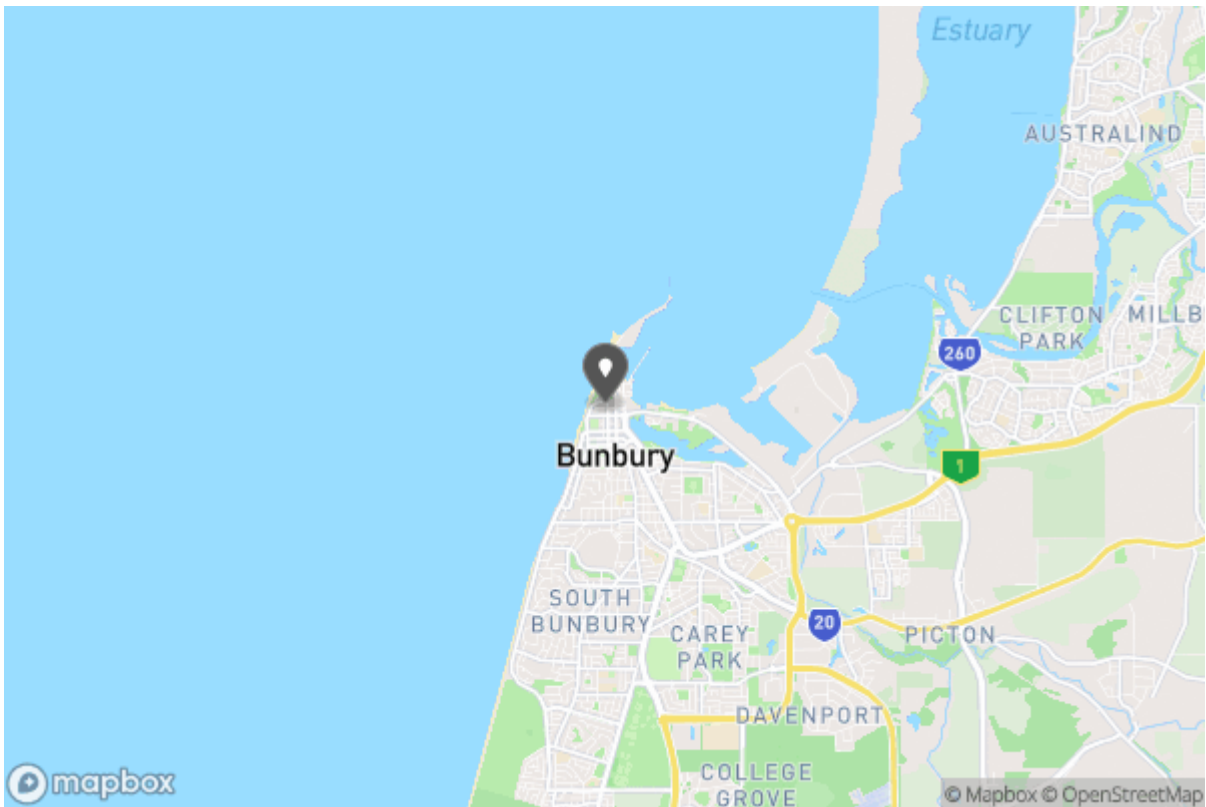 Estuary
AUSTRALIND
CLIFTON
PARK
MILLB
260
Bunbury
1
SOUTH
BUNBURY
20
CAREY
PARK
PICTON
DAVENPORT
COLLEGE
GROVE
mapbox
© Mapbox © OpenStreetMap